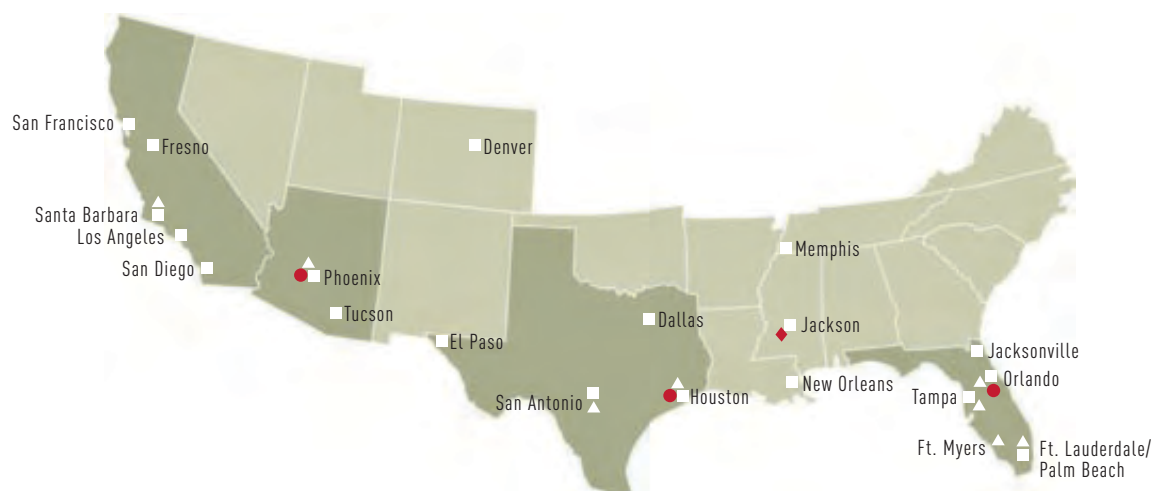 San Francisco
Fresno
Denver
Santa Barbara
Los Angeles
San Diego
Phoenix
Tucson
El Paso
Memphis
Dallas
Jackson
San Antonio
Houston
New Orleans
Jacksonville
Orlando
Tampa
Ft. Myers
Ft. Lauderdale/
Palm Beach